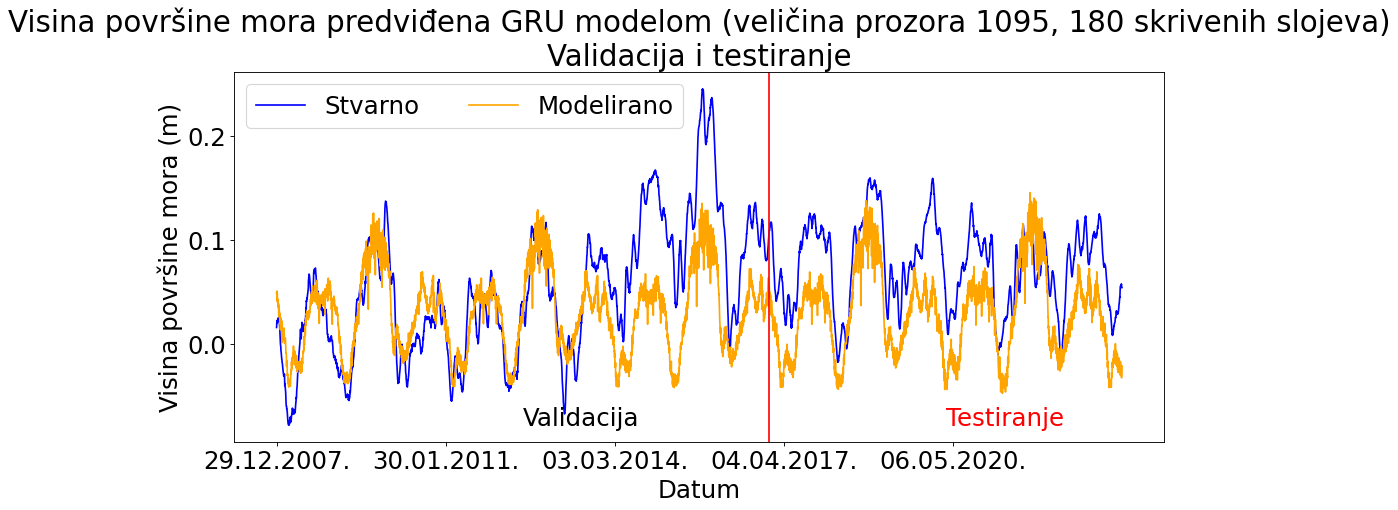 Visina površine mora predviđena GRU modelom (veličina prozora 1095, 180 skrivenih slojeva)
Validacija i testiranje
Stvarno
Modelirano
Visina površine mora (m)
0.2
0.1
0.0
Validacija
Testiranje
29.12.2007.
30.01.2011.
03.03.2014.
04.04.2017.
06.05.2020.
Datum